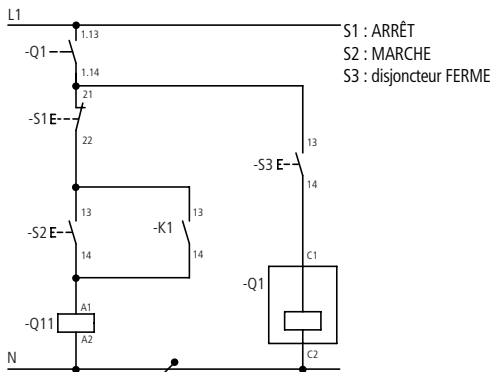 L1
S1 : ARRÊT
S2 : MARCHE
S3 : disjoncteur FERME
1.13
-Q1
1.14
21
-S1
22
13
-S3
14
13
-S2
14
13
-K1
14
C1
-Q1
C2
A1
-Q11
A2
N